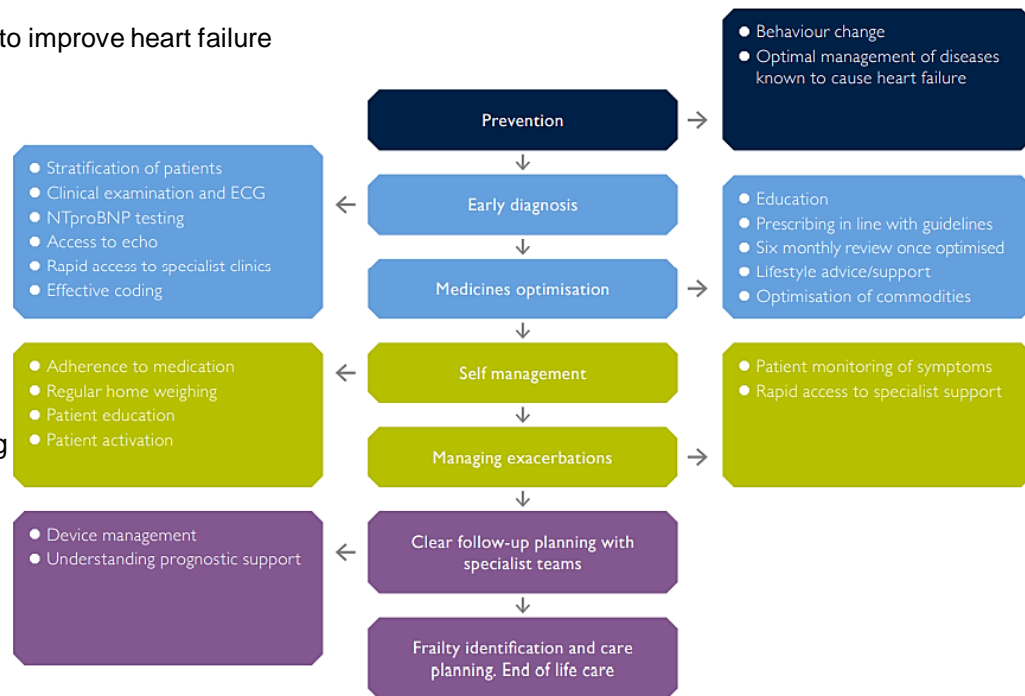 to improve heart failure
● Behaviour change
● Optimal management of diseases
known to cause heart failure
Prevention
● Stratification of patients
● Clinical examination and ECG
● NTproBNP testing
● Access to echo
● Rapid access to specialist clinics
● Effective coding
Early diagnosis
● Education
● Prescribing in line with guidelines
● Six monthly review once optimised
● Lifestyle advice/support
● Optimisation of commodities
Medicines optimisation
● Adherence to medication
● Regular home weighing
● Patient education
● Patient activation
Self management
● Patient monitoring of symptoms
● Rapid access to specialist support
g
Managing exacerbations
● Device management
● Understanding prognostic support
Clear follow-up planning with
specialist teams
Frailty identification and care
planning. End of life care